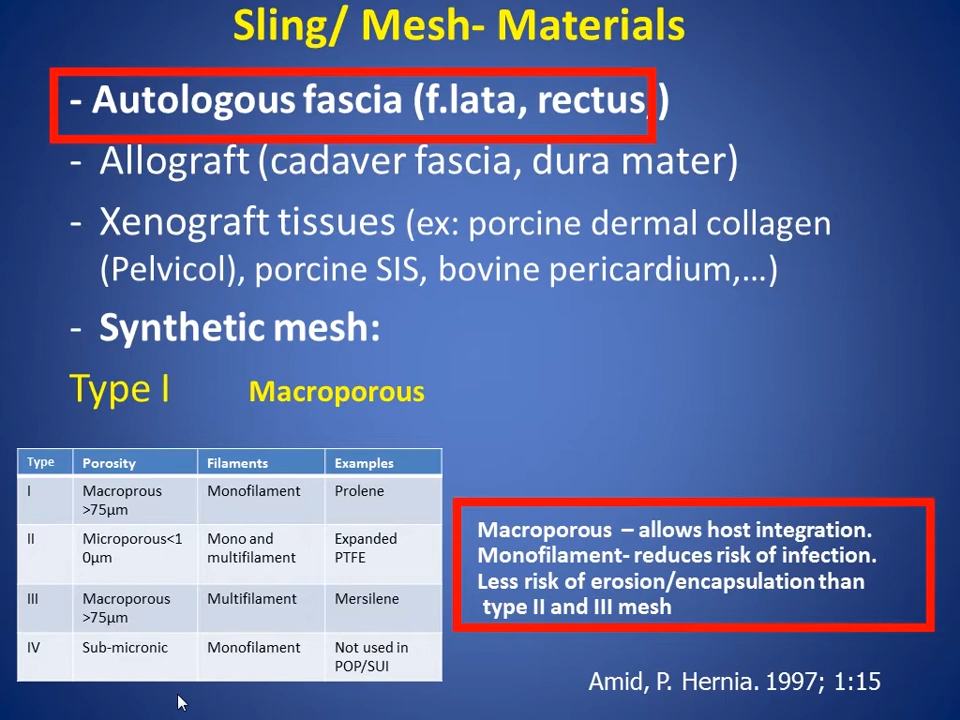 Sling/ Mesh- Materials
- Autologous fascia (f.lata, rectus,)
- Allograft (cadaver fascia, dura mater)
- Xenograft tissues (ex: porcine dermal collagen
(Pelvicol), porcine SIS, bovine pericardium,...)
- Synthetic mesh:
Type I Macroporous
Type Porosity Filaments Examples
I Macroprous Monofilament Prolene
>75µm
II Microporous<1 Mono and Expanded
0µm multifilament PTFE
III Macroporous Multifilament Mersilene
>75µm
IV Sub-micronic Monofilament Not used in
POP/SUI
Macroporous – allows host integration.
Monofilament- reduces risk of infection.
Less risk of erosion/encapsulation than
type II and III mesh
Amid, P. Hernia. 1997; 1:15